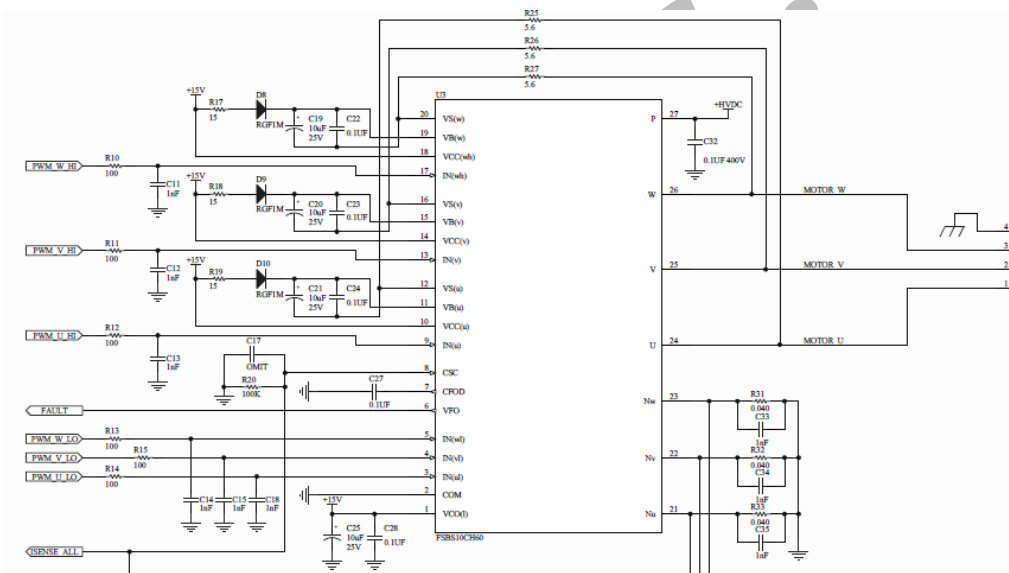 R25
5.6
R26
5.6
R27
5.6
U3
+15V
R17
15
D8
RGF1M
+
C19
10uF
25V
C22
0.1UF
20 VS(w)
19 VB(w)
18 VCC(wh)
17 IN(wh)
PWM_W_HI
R10
100
C11
1nF
+15V
R18
15
D9
RGF1M
+
C20
10uF
25V
C23
0.1UF
16 VS(v)
15 VB(v)
14 VCC(v)
13 IN(v)
PWM_V_HI
R11
100
C12
1nF
+15V
R19
15
D10
RGF1M
+
C21
10uF
25V
C24
0.1UF
12 VS(u)
11 VB(u)
10 VCC(u)
9 IN(u)
PWM_U_HI
R12
100
C13
1nF
C17
OMIT
R20
100K
8 CSC
C27
0.1UF
7 CFOD
FAULT
6 VFO
PWM_W_LO
R13
100
5 IN(wl)
PWM_V_LO
R15
100
4 IN(vl)
PWM_U_LO
R14
100
3 IN(ul)
C14
1nF
C15
1nF
C18
1nF
2 COM
+15V
1 VCO(l)
+
C25
10uF
25V
C28
0.1UF
FSBS10CH60
ISENSE_ALL
P 27
+HVDC
C32
0.1UF 400V
W 26
MOTOR_W
V 25
MOTOR_V
U 24
MOTOR_U
4
3
2
1
Nw 23
R31
0.040
C33
1nF
Nv 22
R32
0.040
C34
1nF
Nu 21
R33
0.040
C35
1nF